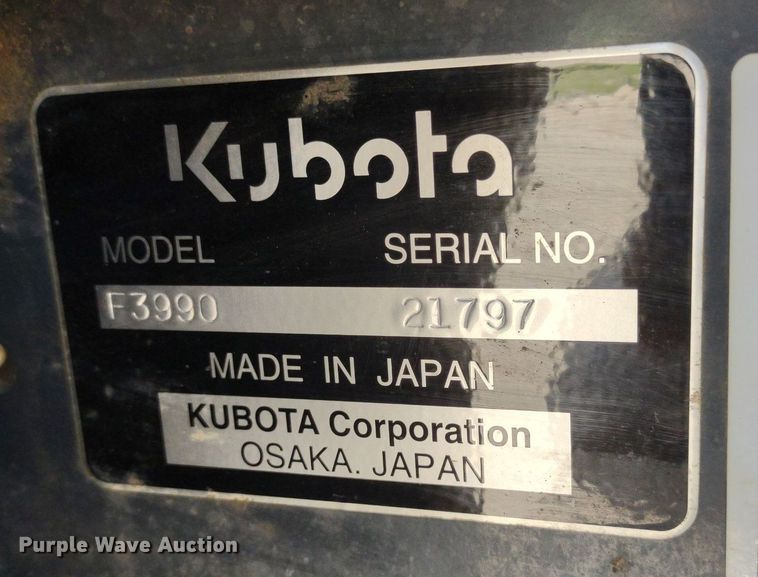 Kubota
MODEL SERIAL NO.
F3990 21797
MADE IN JAPAN
KUBOTA Corporation
OSAKA. JAPAN
Purple Wave Auction